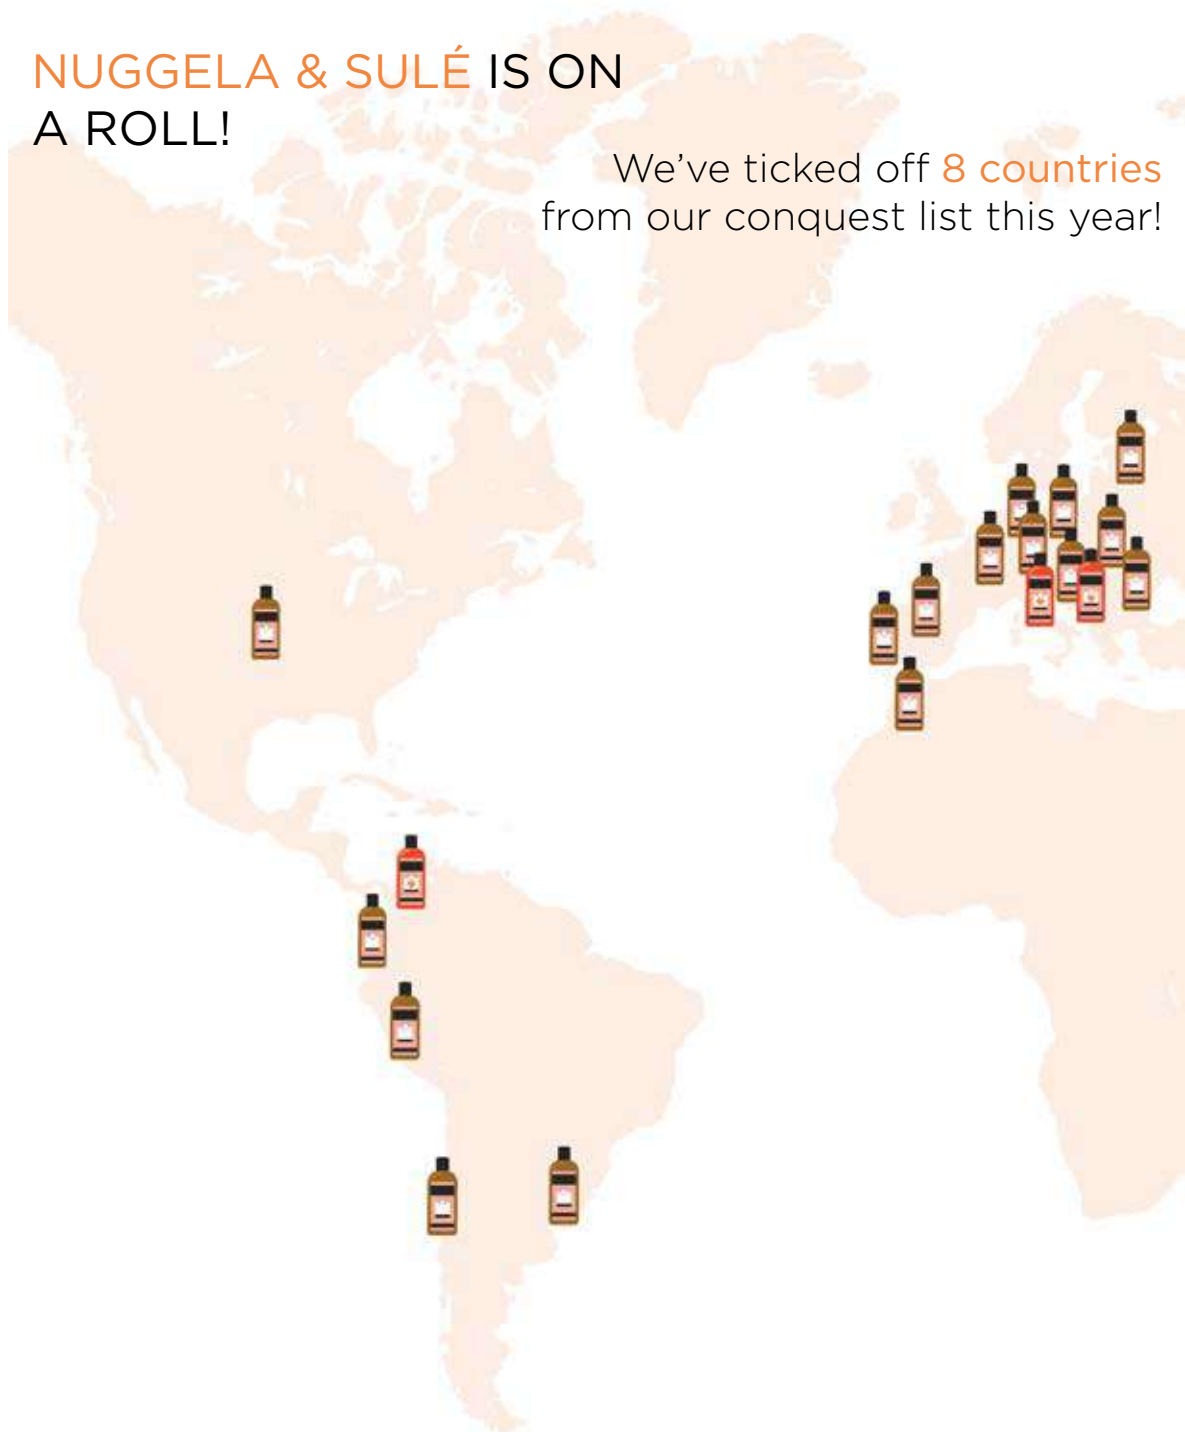 NUGGELA & SULÉ IS ON
A ROLL!
We’ve ticked off 8 countries
from our conquest list this year!